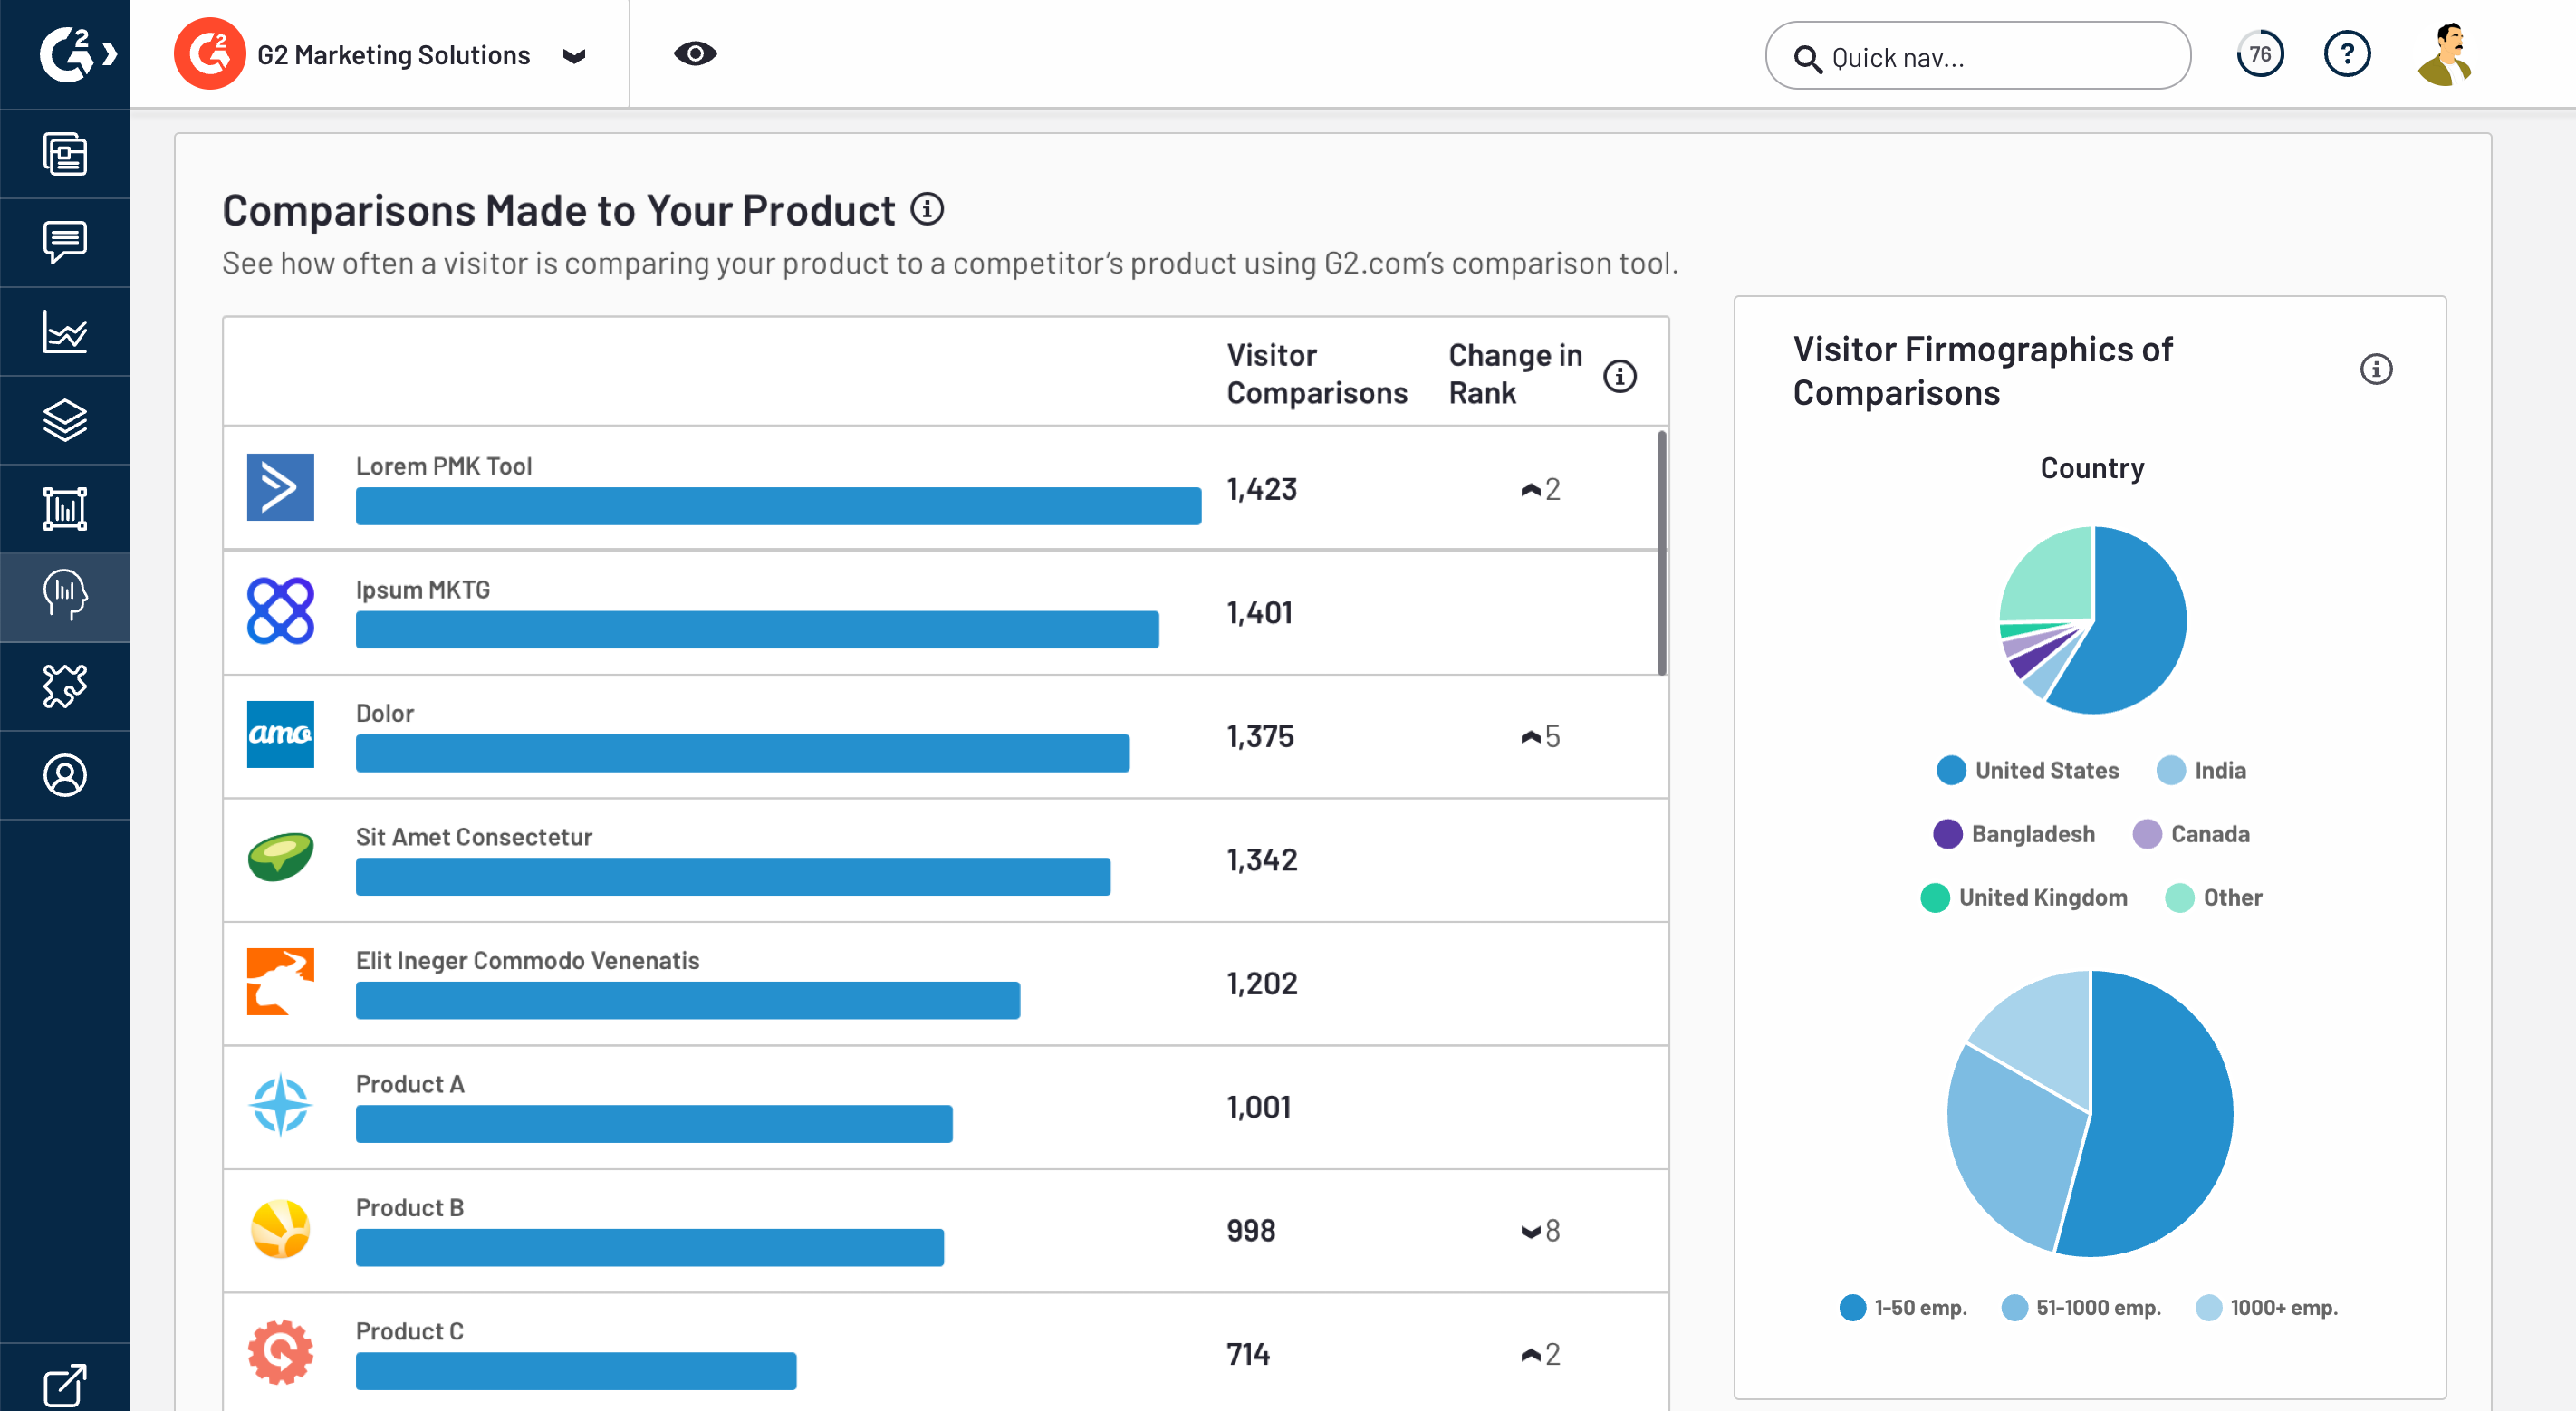 G2
G2 Marketing Solutions
Quick nav...
76
?
Comparisons Made to Your Product
See how often a visitor is comparing your product to a competitor's product using G2.com's comparison tool.
Visitor Comparisons
Change in Rank
Lorem PMK Tool
1,423
2
Ipsum MKTG
1,401
Dolor
amo
1,375
5
Sit Amet Consectetur
1,342
Elit Ineger Commodo Venenatis
1,202
Product A
1,001
Product B
998
8
Product C
714
2
Visitor Firmographics of
Comparisons
Country
United States
India
Bangladesh
Canada
United Kingdom
Other
1-50 emp.
51-1000 emp.
1000+ emp.